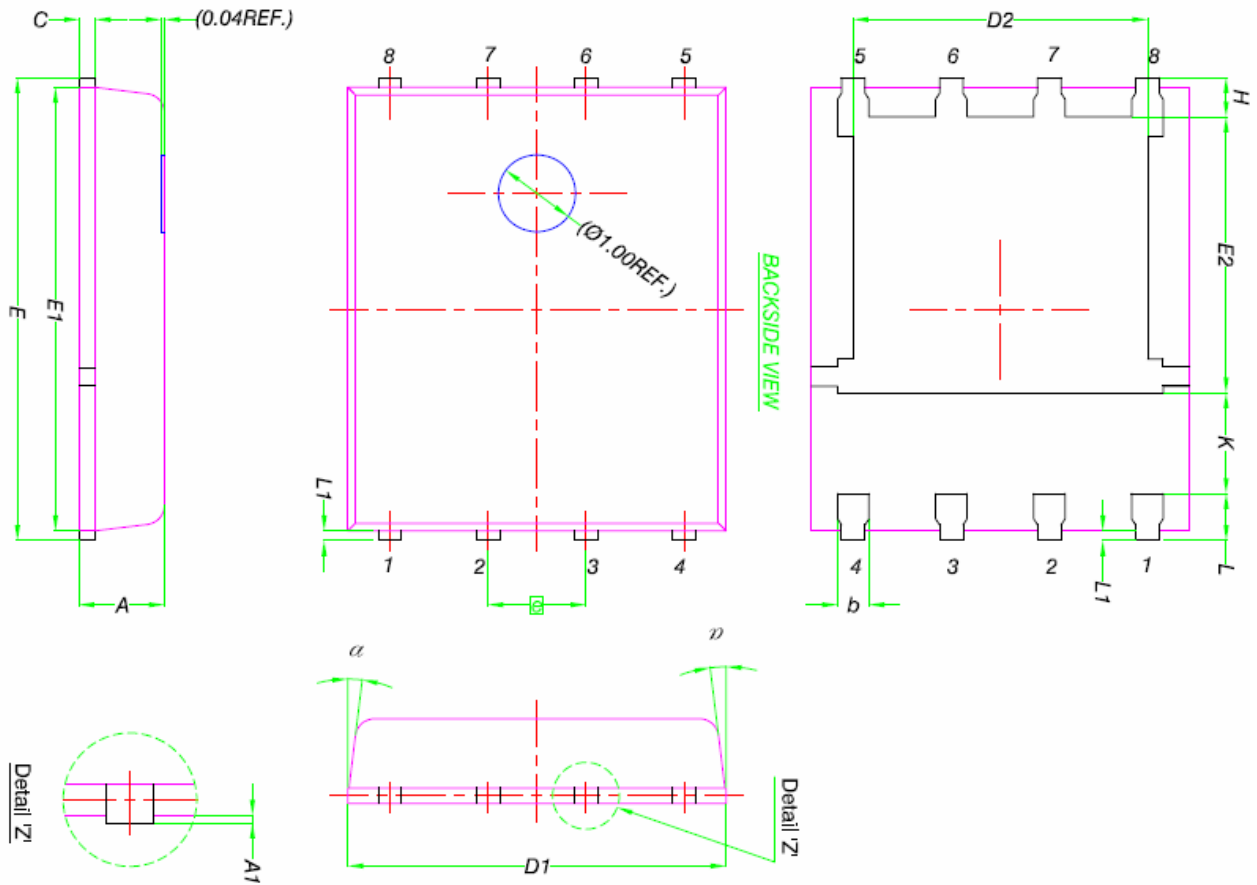 C
(0.04REF.)
E
E1
A
8 7 6 5
(Ø1.00REF.)
L1
1 2 3 4
e
BACKSIDE VIEW
D2
5 6 7 8
H
E2
K
L
L1
4 3 2 1
b
α
α
Detail 'Z'
D1
Detail 'Z'
A1